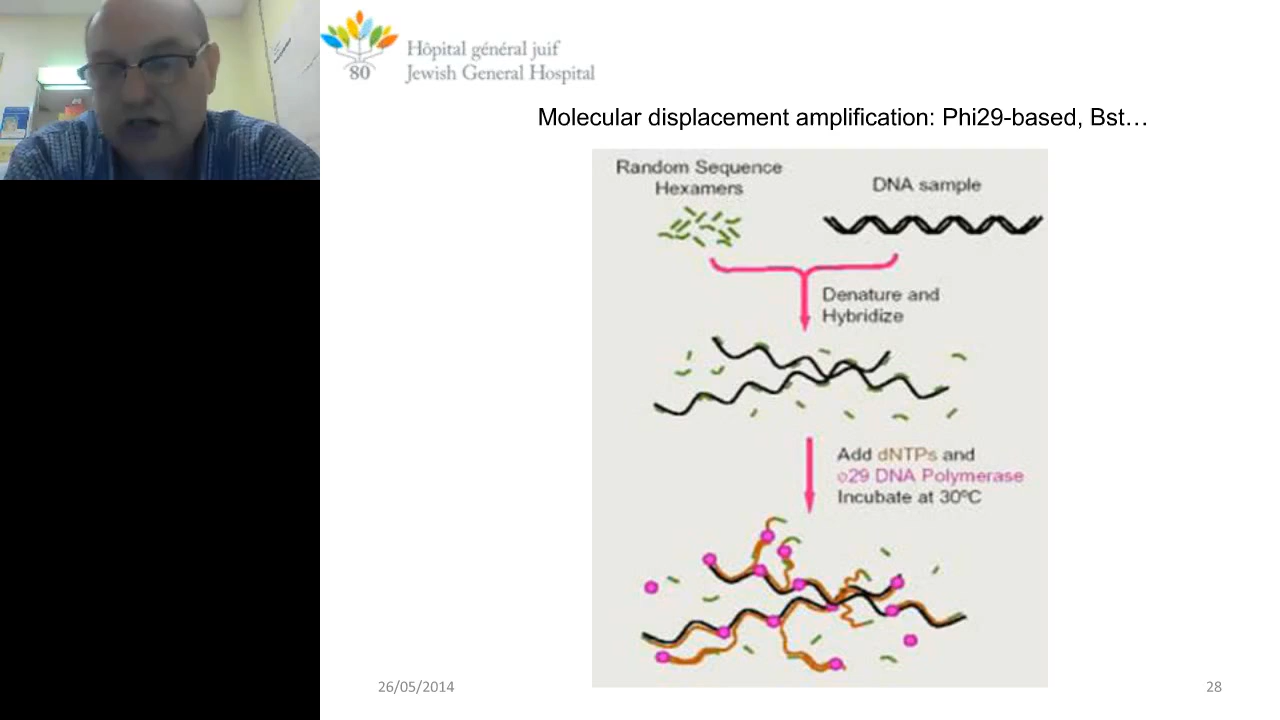 Hôpital général juif
80
Jewish General Hospital
Molecular displacement amplification: Phi29-based, Bst…
Random Sequence
Hexamers
DNA sample
Denature and
Hybridize
Add dNTPs and
φ29 DNA Polymerase
Incubate at 30ºC
26/05/2014
28